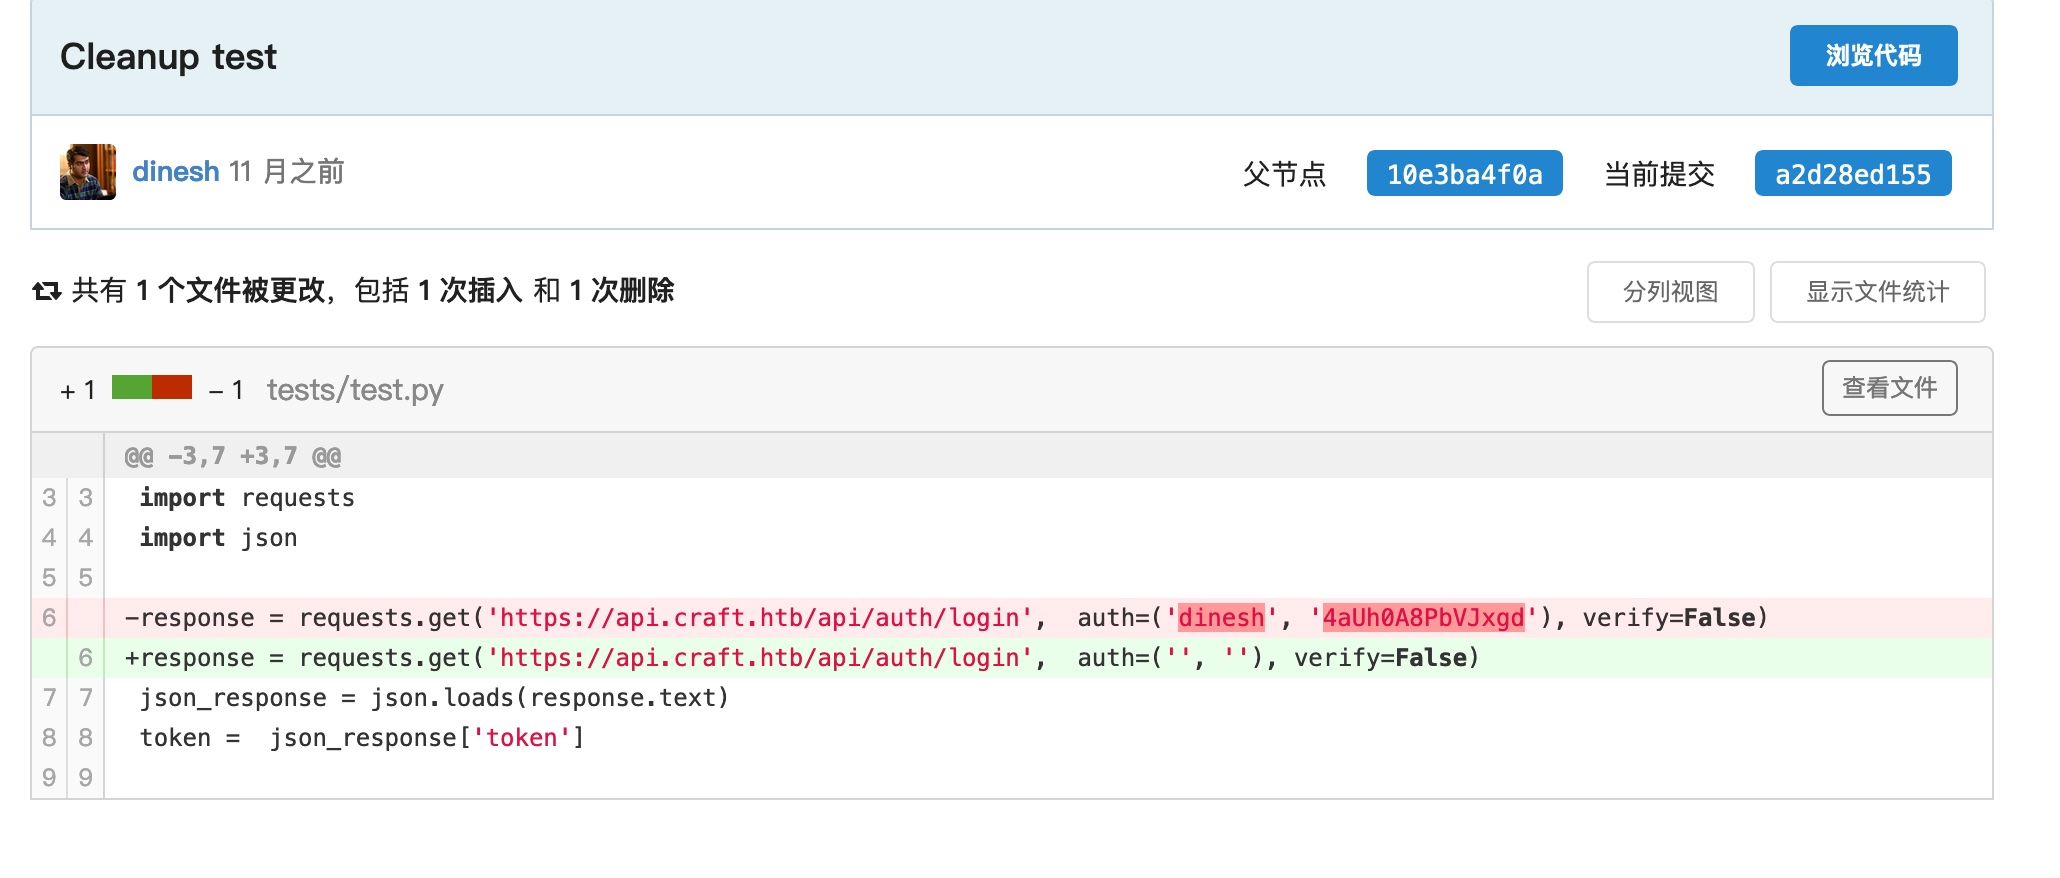 Cleanup test
浏览代码
dinesh 11 月之前
父节点 10e3ba4f0a 当前提交 a2d28ed155
共有 1 个文件被更改，包括 1 次插入 和 1 次删除
分列视图 显示文件统计
+ 1 – 1 tests/test.py
查看文件
@@ -3,7 +3,7 @@
3 3 import requests
4 4 import json
5 5
6 -response = requests.get('https://api.craft.htb/api/auth/login',  auth=('dinesh', '4aUh0A8PbVJxgd'), verify=False)
6 +response = requests.get('https://api.craft.htb/api/auth/login',  auth=('', ''), verify=False)
7 7 json_response = json.loads(response.text)
8 8 token =  json_response['token']
9 9